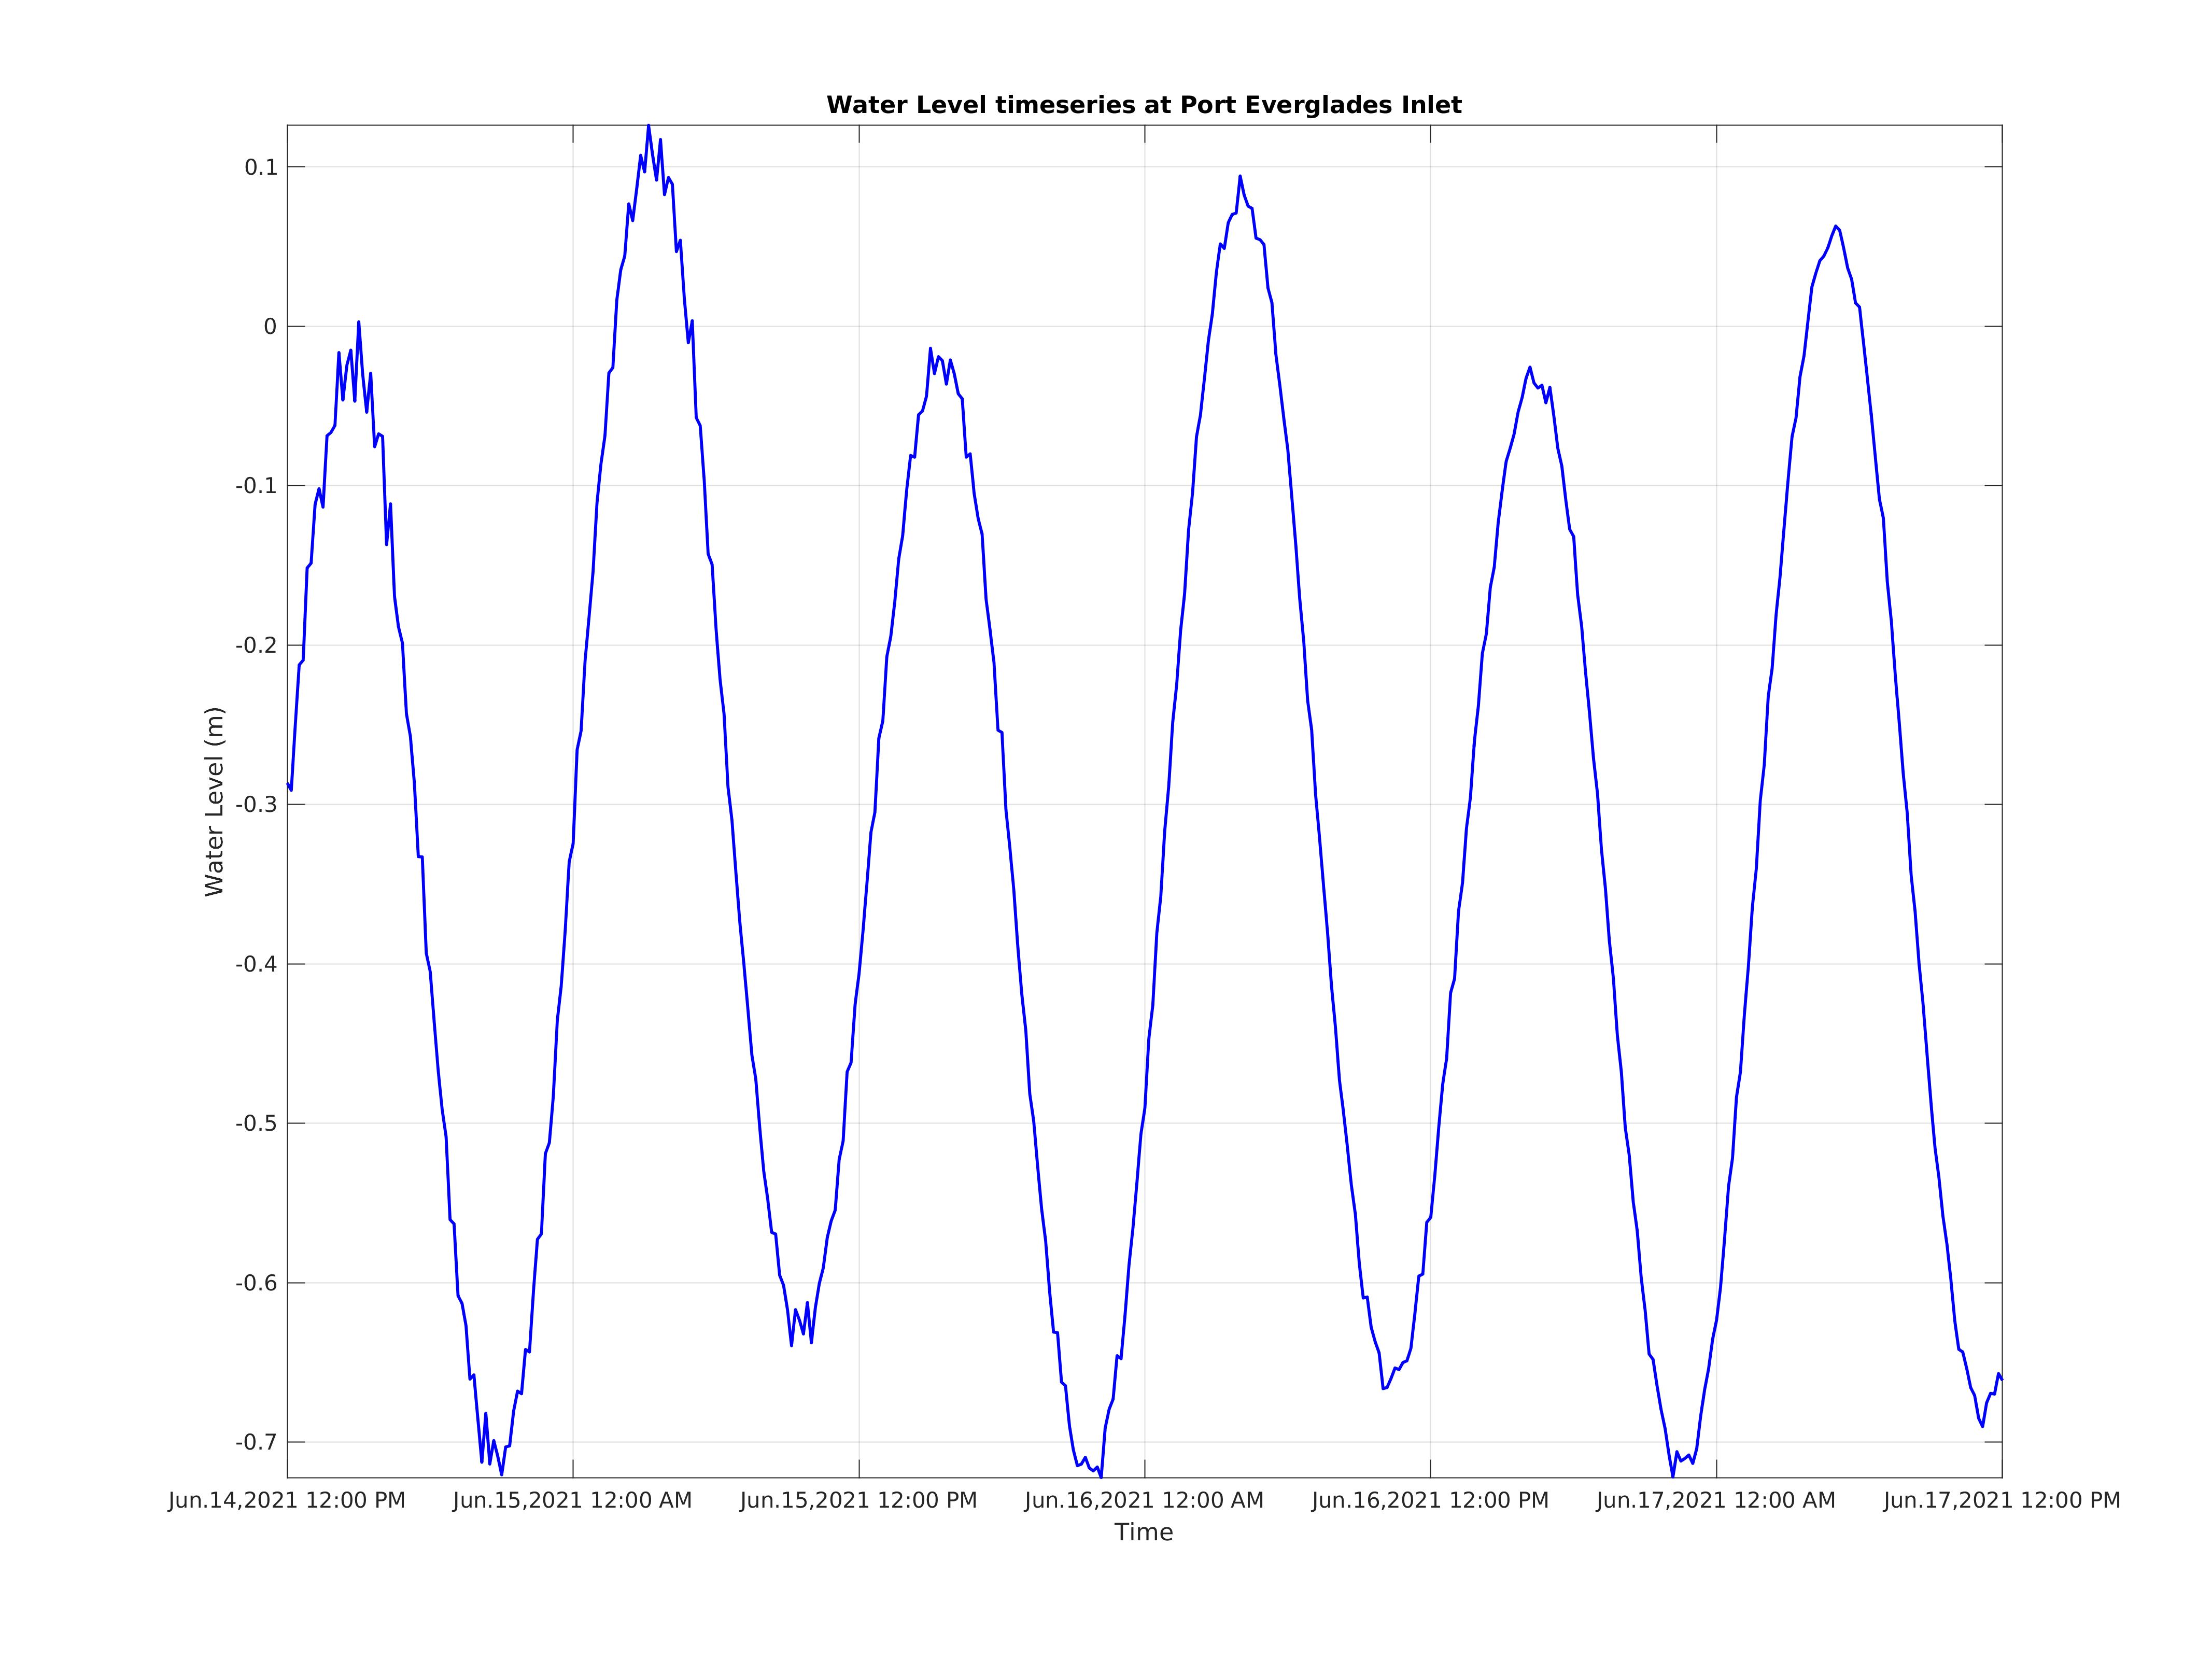 Water Level timeseries at Port Everglades Inlet
0.1
0
-0.1
-0.2
-0.3
-0.4
-0.5
-0.6
-0.7
Water Level (m)
Jun.14,2021 12:00 PM
Jun.15,2021 12:00 AM
Jun.15,2021 12:00 PM
Jun.16,2021 12:00 AM
Jun.16,2021 12:00 PM
Jun.17,2021 12:00 AM
Jun.17,2021 12:00 PM
Time